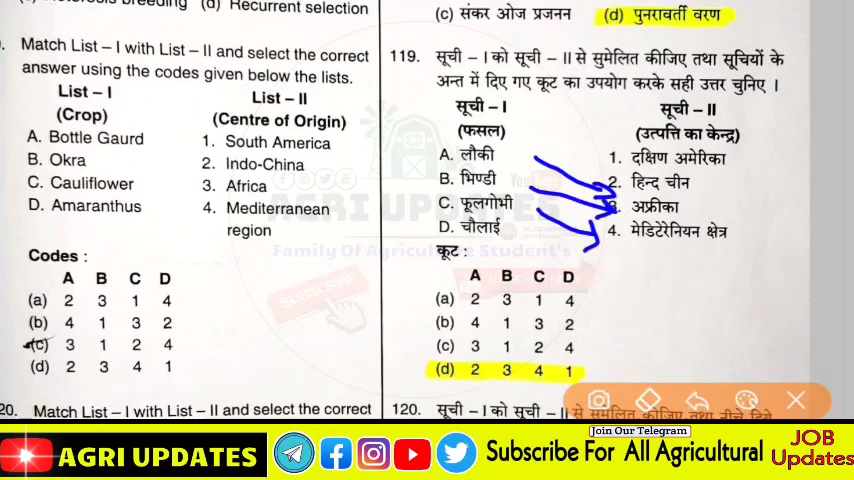 (d) Recurrent selection
. Match List – I with List – II and select the correct
answer using the codes given below the lists.
List – I
(Crop)
List – II
(Centre of Origin)
A. Bottle Gaurd
B. Okra
C. Cauliflower
D. Amaranthus
1. South America
2. Indo-China
3. Africa
4. Mediterranean
region
Codes :
A B C D
(a) 2 3 1 4
(b) 4 1 3 2
(c) 3 1 2 4
(d) 2 3 4 1
20. Match List – I with List – II and select the correct
(c) संकर ओज प्रजनन (d) पुनरावर्ती वरण
119. सूची – I को सूची – II से सुमेलित कीजिए तथा सूचियों के
अन्त में दिए गए कूट का उपयोग करके सही उत्तर चुनिए ।
सूची – I
(फसल)
सूची – II
(उत्पत्ति का केन्द्र)
A. लौकी
B. भिण्डी
C. फूलगोभी
D. चौलाई
1. दक्षिण अमेरिका
2. हिन्द चीन
3. अफ्रीका
4. मेडिटेरेनियन क्षेत्र
कूट :
A B C D
(a) 2 3 1 4
(b) 4 1 3 2
(c) 3 1 2 4
(d) 2 3 4 1
120. सूची – I को सूची – II से सुमेलित कीजिए तथा नीचे दिये
AGRI UPDATES
Family Of Agriculture Student's
SUBSCRIBE
Join Our Telegram
AGRI UPDATES
Subscribe For All Agricultural
JOB
Updates